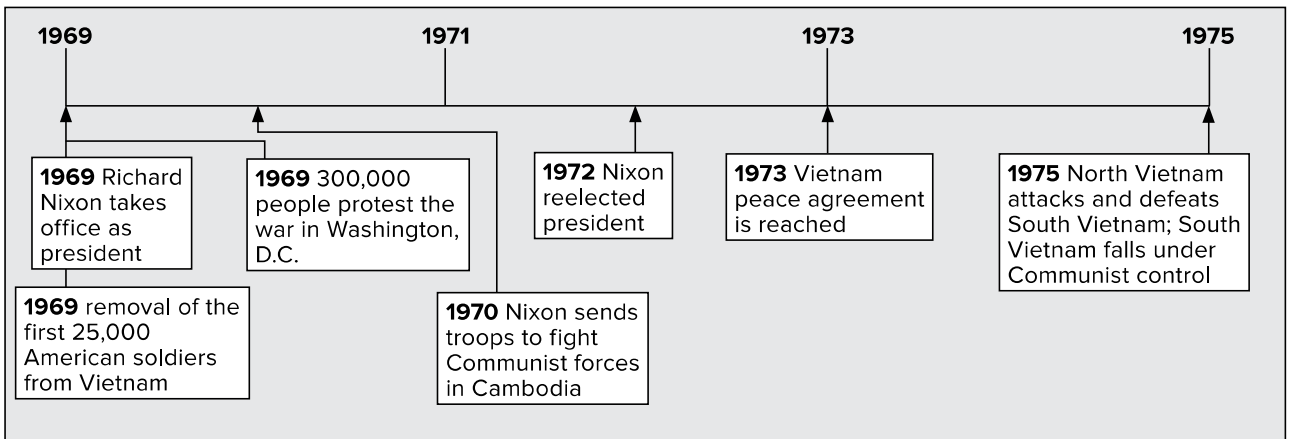 1969
1971
1973
1975
1969 Richard
Nixon takes
office as
president
1969 300,000
people protest the
war in Washington,
D.C.
1972 Nixon
reelected
president
1973 Vietnam
peace agreement
is reached
1975 North Vietnam
attacks and defeats
South Vietnam; South
Vietnam falls under
Communist control
1969 removal of the
first 25,000
American soldiers
from Vietnam
1970 Nixon sends
troops to fight
Communist forces
in Cambodia